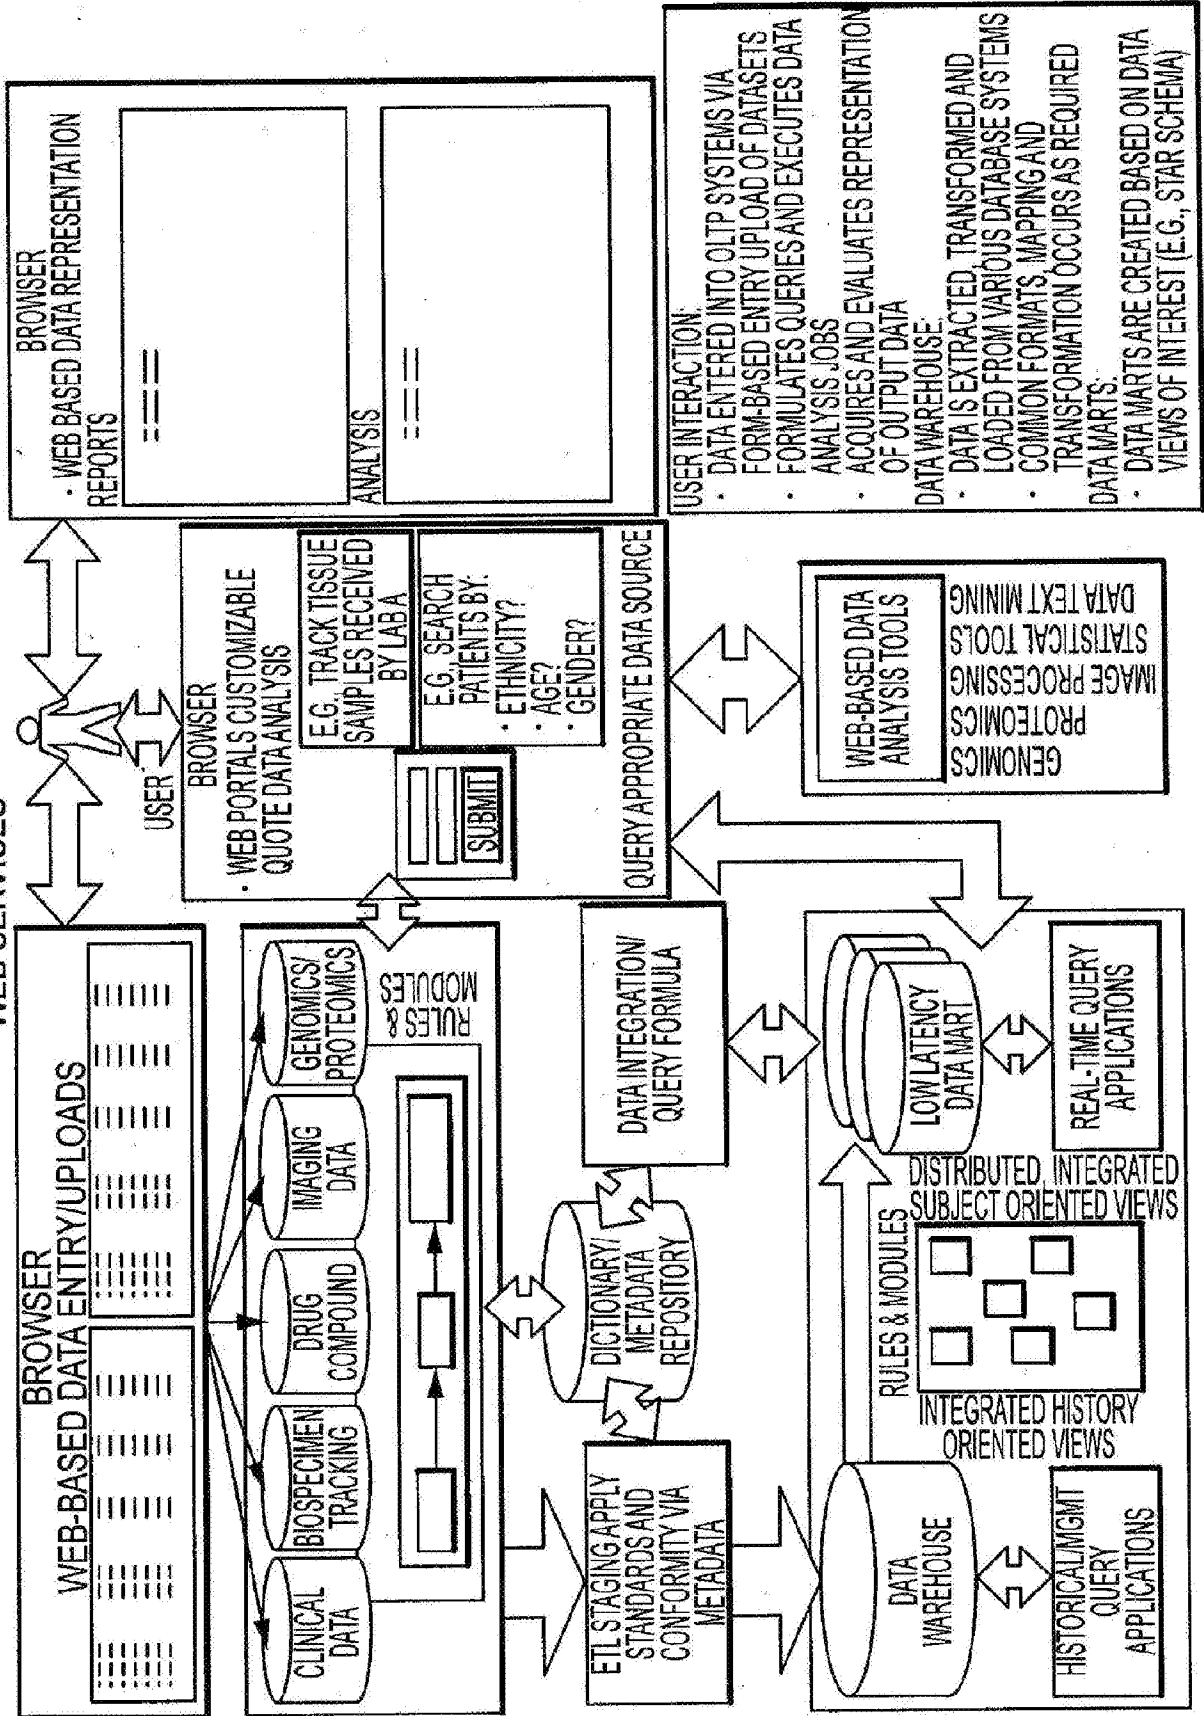 WEB SERVICES
BROWSER
WEB-BASED DATA ENTRY/UPLOADS
CLINICAL
DATA
BIOSPECIMEN
TRACKING
DRUG
COMPOUND
IMAGING
DATA
GENOMICS/
PROTEOMICS
RULES &
MODULES
USER
BROWSER
• WEB PORTALS CUSTOMIZABLE
QUOTE DATA ANALYSIS
E.G., TRACK TISSUE
SAMPLES RECEIVED
BY LAB A
SUBMIT
E.G., SEARCH
PATIENTS BY:
• ETHNICITY?
• AGE?
• GENDER?
QUERY APPROPRIATE DATA SOURCE
BROWSER
• WEB BASED DATA REPRESENTATION
REPORTS
ANALYSIS
ETL STAGING APPLY
STANDARDS AND
CONFORMITY VIA
METADATA
DICTIONARY/
METADATA
REPOSITORY
DATA INTEGRATION/
QUERY FORMULA
DATA
WAREHOUSE
HISTORICAL/MGMT
QUERY
APPLICATIONS
RULES & MODULES
INTEGRATED HISTORY
ORIENTED VIEWS
DISTRIBUTED, INTEGRATED
SUBJECT ORIENTED VIEWS
LOW LATENCY
DATA MART
REAL-TIME QUERY
APPLICATIONS
WEB-BASED DATA
ANALYSIS TOOLS
GENOMICS
PROTEOMICS
IMAGE PROCESSING
STATISTICAL TOOLS
DATA TEXT MINING
USER INTERACTION:
• DATA ENTERED INTO OLTP SYSTEMS VIA
FORM-BASED ENTRY UPLOAD OF DATASETS
• FORMULATES QUERIES AND EXECUTES DATA
ANALYSIS JOBS
• ACQUIRES AND EVALUATES REPRESENTATION
OF OUTPUT DATA
DATA WAREHOUSE:
• DATA IS EXTRACTED, TRANSFORMED AND
LOADED FROM VARIOUS DATABASE SYSTEMS
• COMMON FORMATS, MAPPING AND
TRANSFORMATION OCCURS AS REQUIRED
DATA MARTS:
• DATA MARTS ARE CREATED BASED ON DATA
VIEWS OF INTEREST (E.G., STAR SCHEMA)